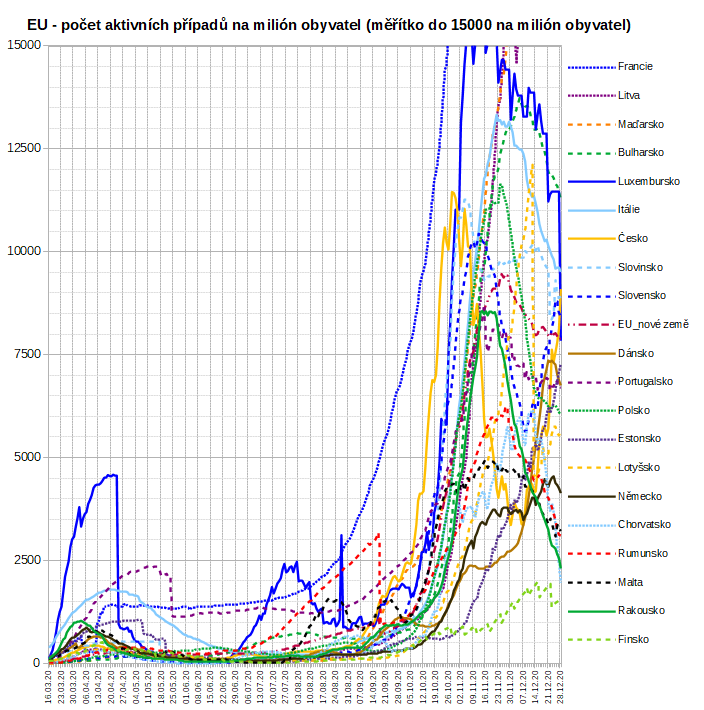 EU - počet aktivních případů na milión obyvatel (měřítko do 15000 na milión obyvatel)
15000
12500
10000
7500
5000
2500
0
Francie
Litva
Maďarsko
Bulharsko
Luxembursko
Itálie
Česko
Slovinsko
Slovensko
EU_nové země
Dánsko
Portugalsko
Polsko
Estonsko
Lotyšsko
Německo
Chorvatsko
Rumunsko
Malta
Rakousko
Finsko
16.03.20
23.03.20
30.03.20
06.04.20
13.04.20
20.04.20
27.04.20
04.05.20
11.05.20
18.05.20
25.05.20
01.06.20
08.06.20
15.06.20
22.06.20
29.06.20
06.07.20
13.07.20
20.07.20
27.07.20
03.08.20
10.08.20
17.08.20
24.08.20
31.08.20
07.09.20
14.09.20
21.09.20
28.09.20
05.10.20
12.10.20
19.10.20
26.10.20
02.11.20
09.11.20
16.11.20
23.11.20
30.11.20
07.12.20
14.12.20
21.12.20
28.12.20